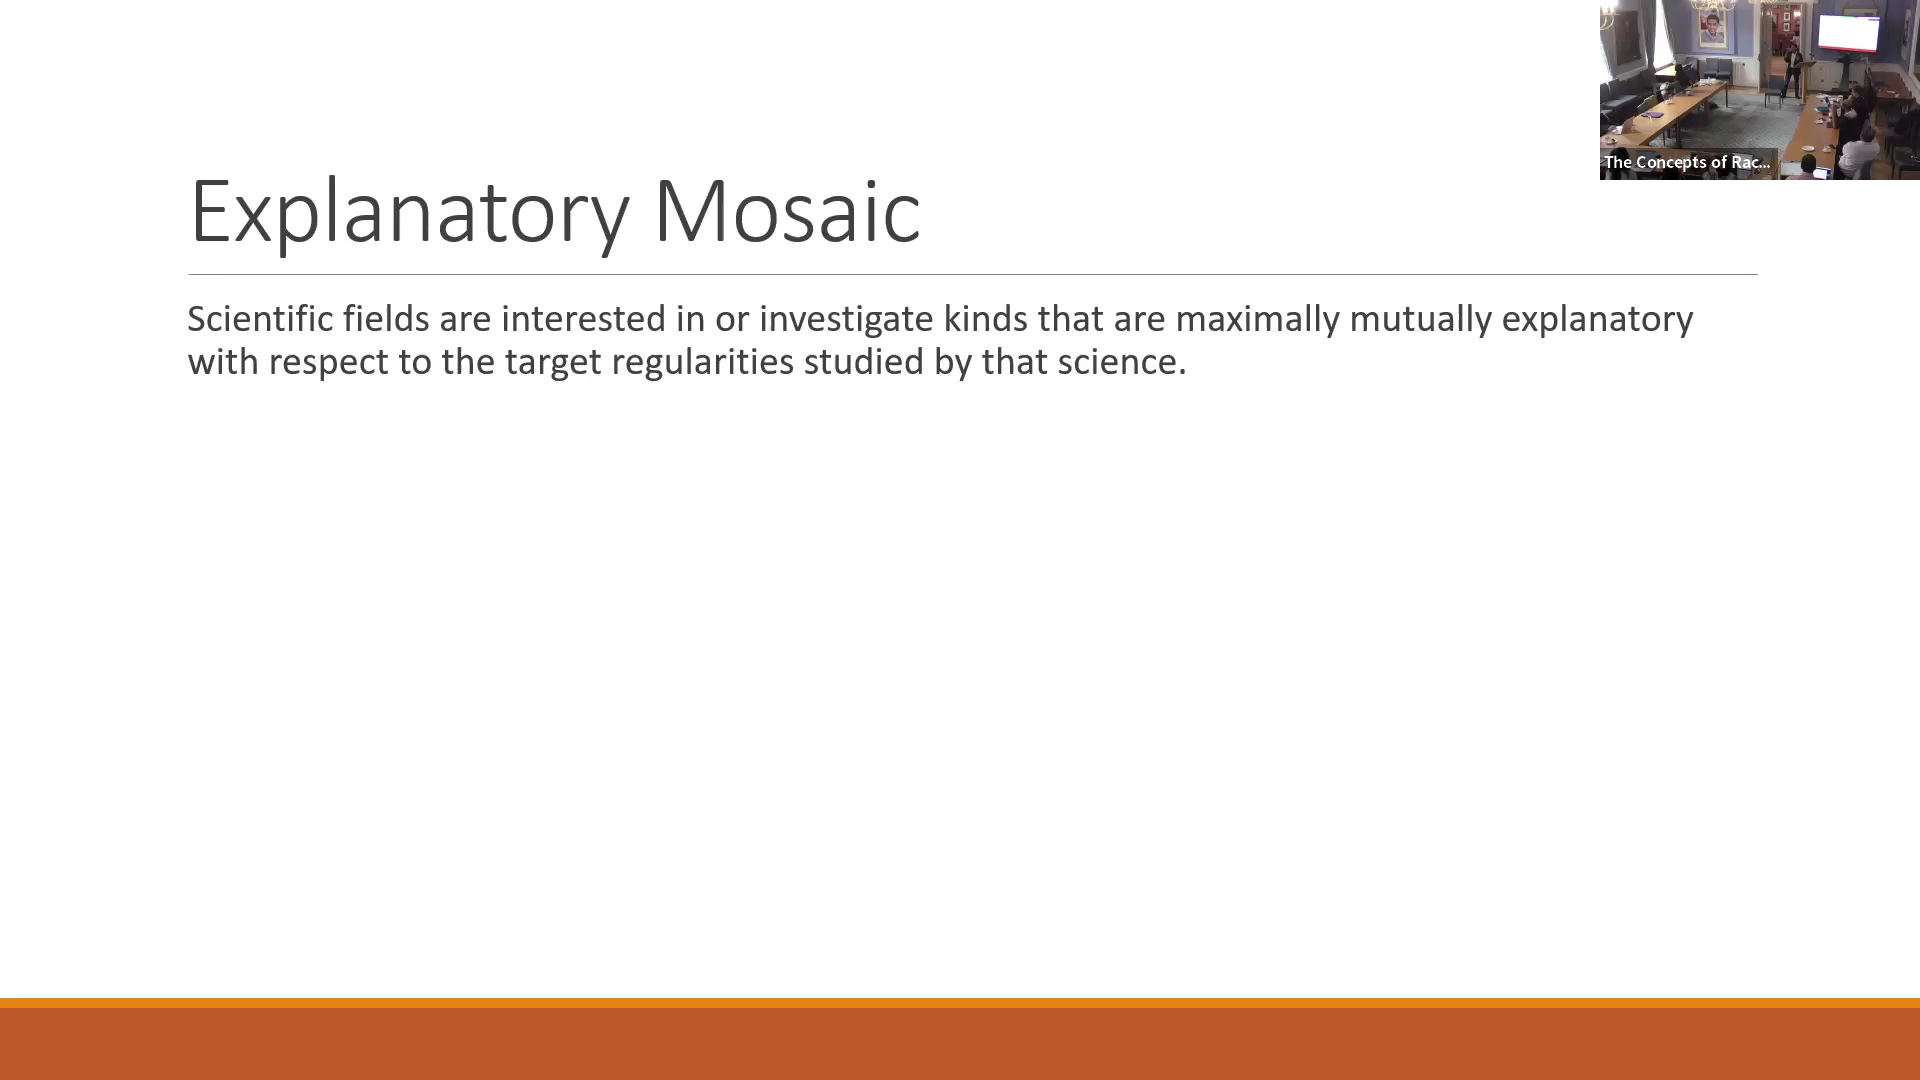 The Concepts of Rac...
Explanatory Mosaic
Scientific fields are interested in or investigate kinds that are maximally mutually explanatory
with respect to the target regularities studied by that science.